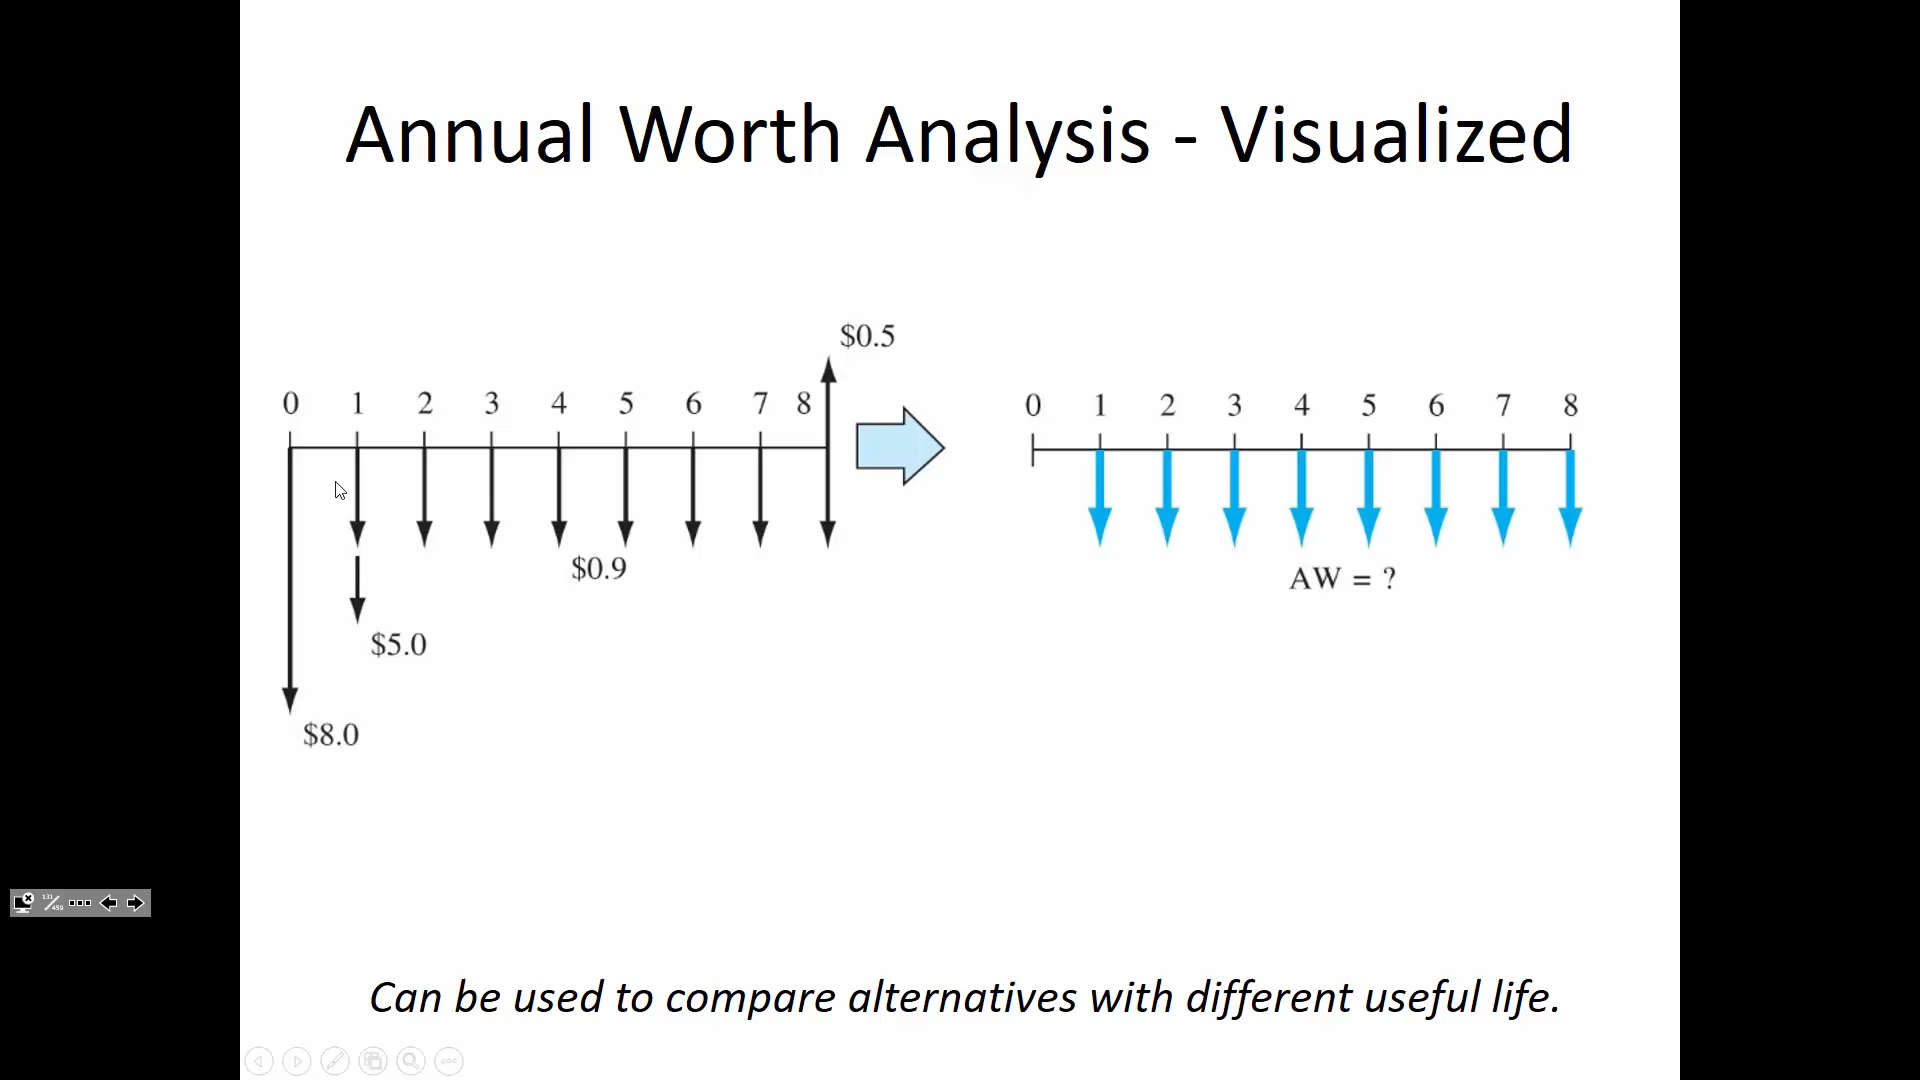 Annual Worth Analysis - Visualized
$0.5
0 1 2 3 4 5 6 7 8
0 1 2 3 4 5 6 7 8
$0.9
AW = ?
$5.0
$8.0
131/459
Can be used to compare alternatives with different useful life.